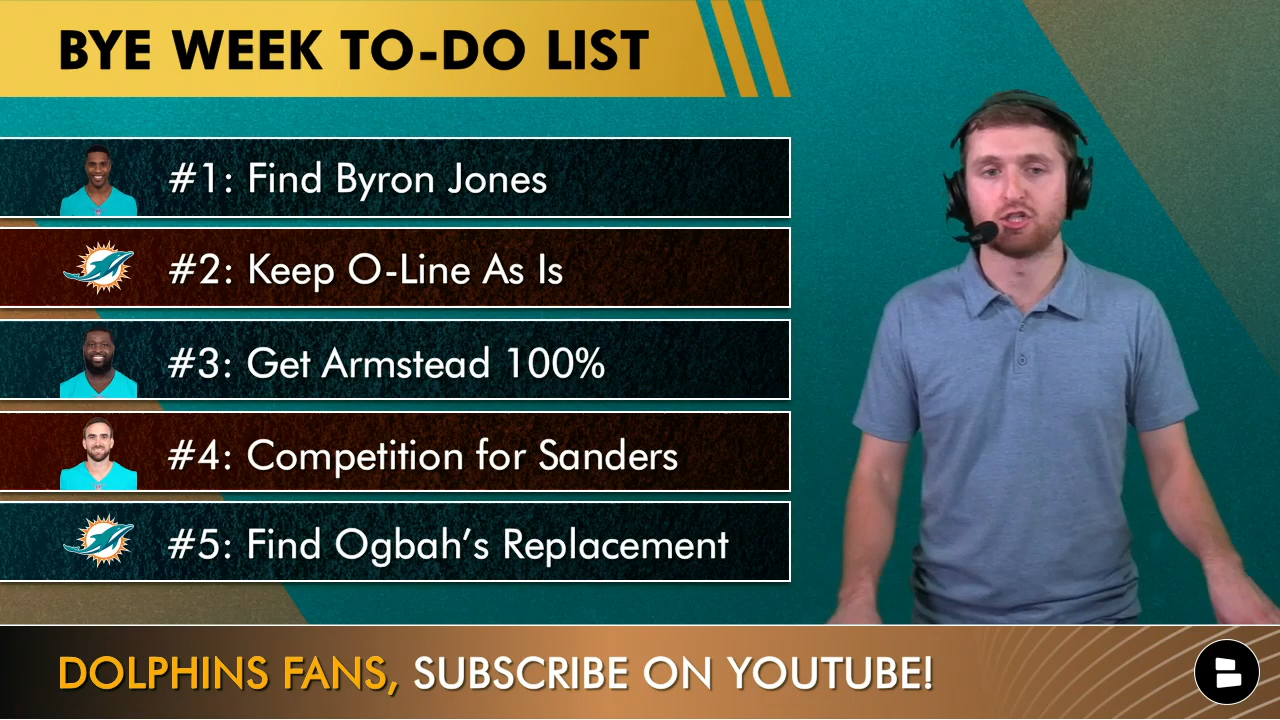 BYE WEEK TO-DO LIST
#1: Find Byron Jones
#2: Keep O-Line As Is
#3: Get Armstead 100%
#4: Competition for Sanders
#5: Find Ogbah’s Replacement
DOLPHINS FANS, SUBSCRIBE ON YOUTUBE!